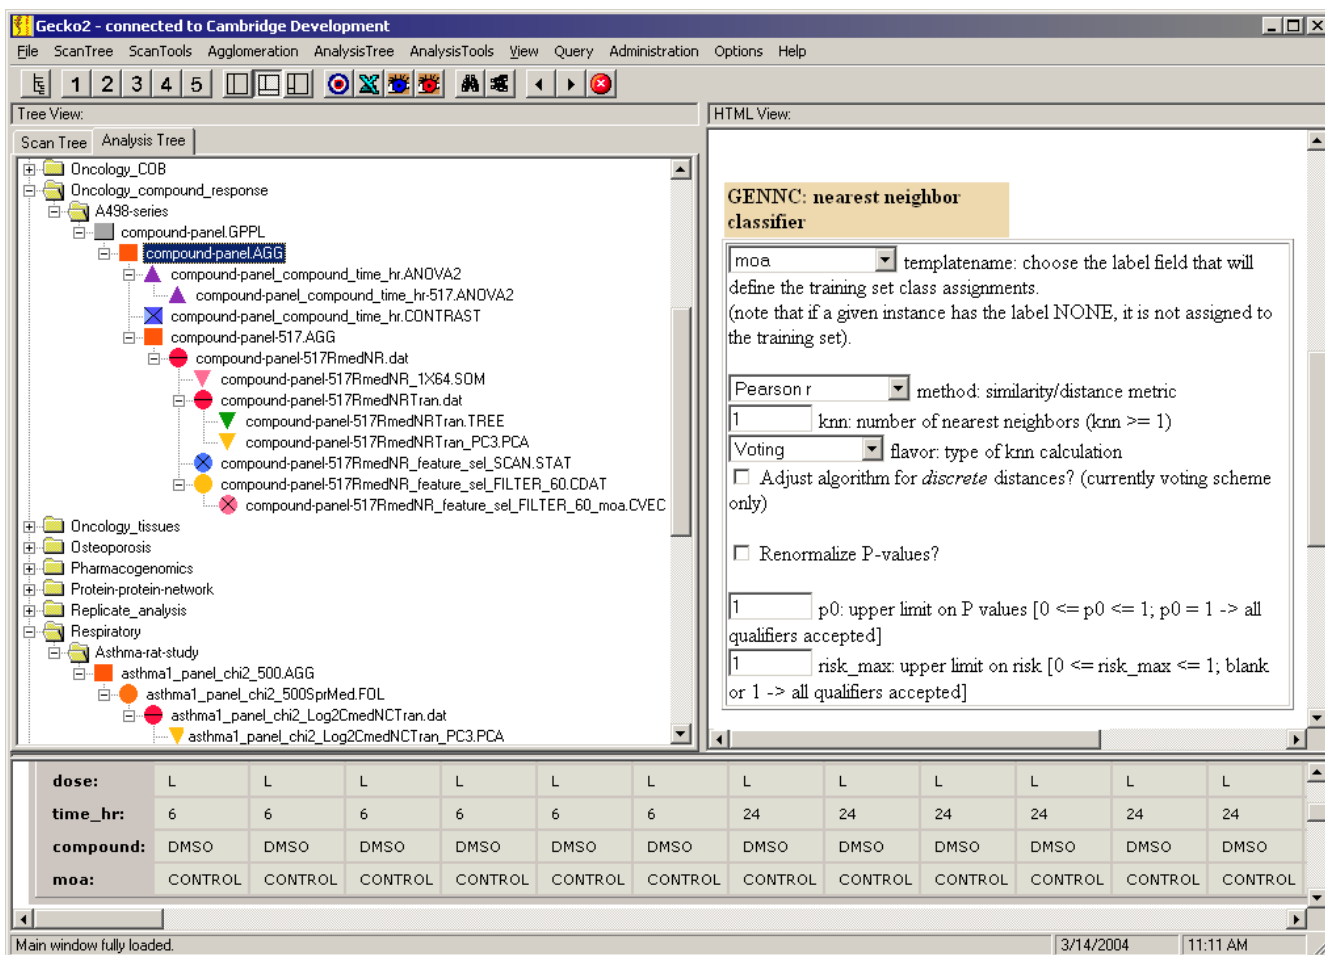 Gecko2 - connected to Cambridge Development
File ScanTree ScanTools Agglomeration AnalysisTree AnalysisTools View Query Administration Options Help
1 2 3 4 5
Tree View:
Scan Tree Analysis Tree
Oncology_COB
Oncology_compound_response
A498-series
compound-panel.GPPL
compound-panel.AGG
compound-panel_compound_time_hr.ANOVA2
compound-panel_compound_time_hr-517.ANOVA2
compound-panel_compound_time_hr.CONTRAST
compound-panel-517.AGG
compound-panel-517RmedNR.dat
compound-panel-517RmedNR_1X64.SOM
compound-panel-517RmedNRTran.dat
compound-panel-517RmedNRTran.TREE
compound-panel-517RmedNRTran_PC3.PCA
compound-panel-517RmedNR_feature_sel_SCAN.STAT
compound-panel-517RmedNR_feature_sel_FILTER_60.CDAT
compound-panel-517RmedNR_feature_sel_FILTER_60_moa.CVEC
Oncology_tissues
Osteoporosis
Pharmacogenomics
Protein-protein-network
Replicate_analysis
Respiratory
Asthma-rat-study
asthma1_panel_chi2_500.AGG
asthma1_panel_chi2_500SprMed.FOL
asthma1_panel_chi2_Log2CmedNCTran.dat
asthma1_panel_chi2_Log2CmedNCTran_PC3.PCA
HTML View:
GENNC: nearest neighbor
classifier
moa templatename: choose the label field that will
define the training set class assignments.
(note that if a given instance has the label NONE, it is not assigned to
the training set).
Pearson r method: similarity/distance metric
1 knn: number of nearest neighbors (knn >= 1)
Voting flavor: type of knn calculation
Adjust algorithm for discrete distances? (currently voting scheme
only)
Renormalize P-values?
1 p0: upper limit on P values [0 <= p0 <= 1; p0 = 1 -> all
qualifiers accepted]
1 risk_max: upper limit on risk [0 <= risk_max <= 1; blank
or 1 -> all qualifiers accepted]
dose: L L L L L L L L L L L L
time_hr: 6 6 6 6 6 6 24 24 24 24 24 24
compound: DMSO DMSO DMSO DMSO DMSO DMSO DMSO DMSO DMSO DMSO DMSO DMSO
moa: CONTROL CONTROL CONTROL CONTROL CONTROL CONTROL CONTROL CONTROL CONTROL CONTROL CONTROL CONTROL
Main window fully loaded. 3/14/2004 11:11 AM